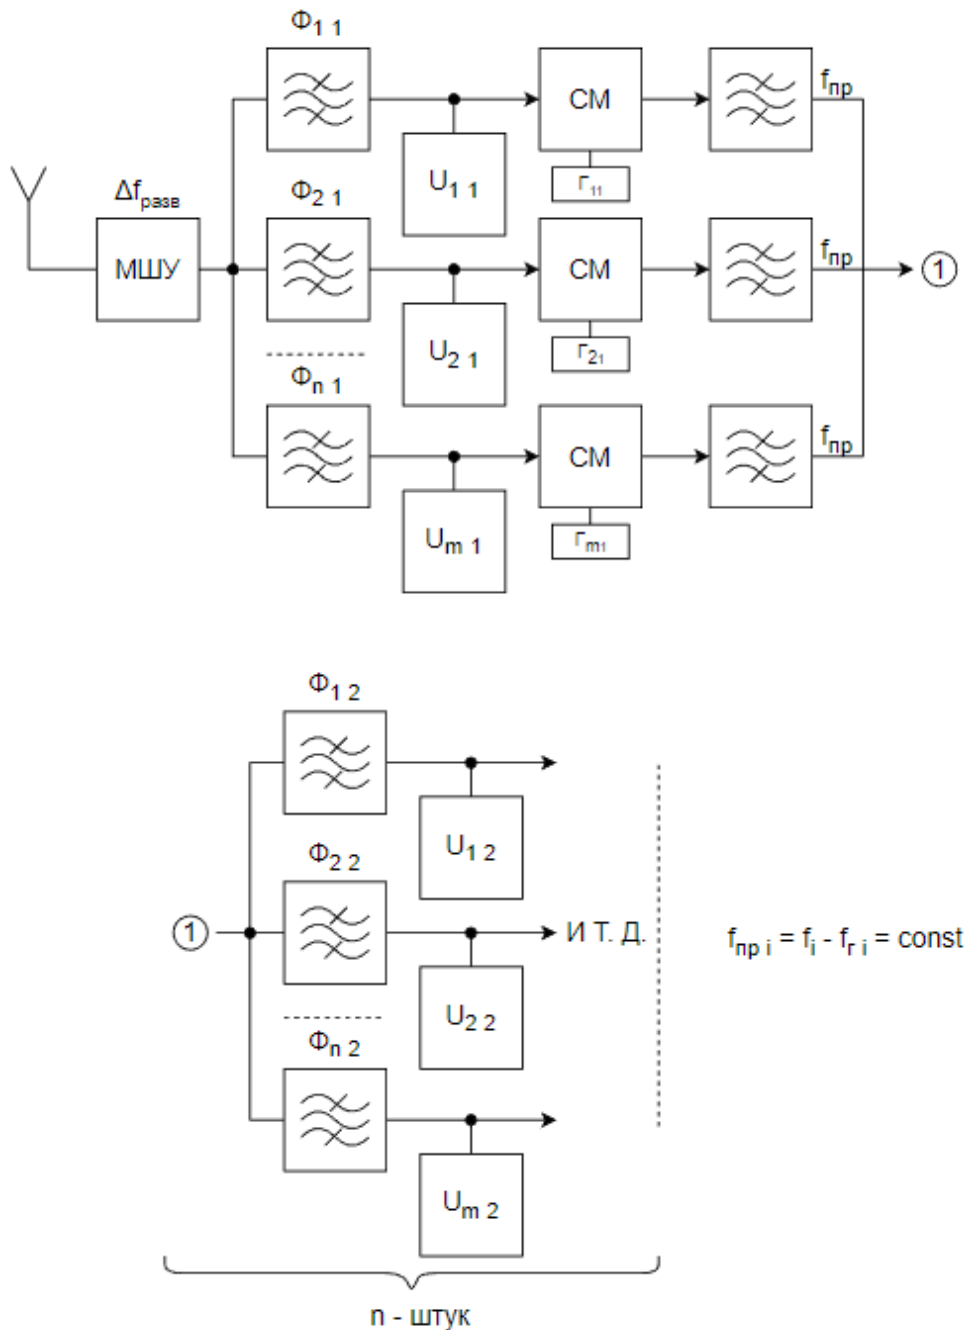 Ф1 1
СМ
fпр
U1 1
Г11
Δfразв
МШУ
Ф2 1
СМ
fпр
1
U2 1
Г21
Фn 1
СМ
fпр
Um 1
Гm1
Ф1 2
U1 2
Ф2 2
1
И Т. Д.
fпр i = fi - fг i = const
U2 2
Фn 2
Um 2
n - штук